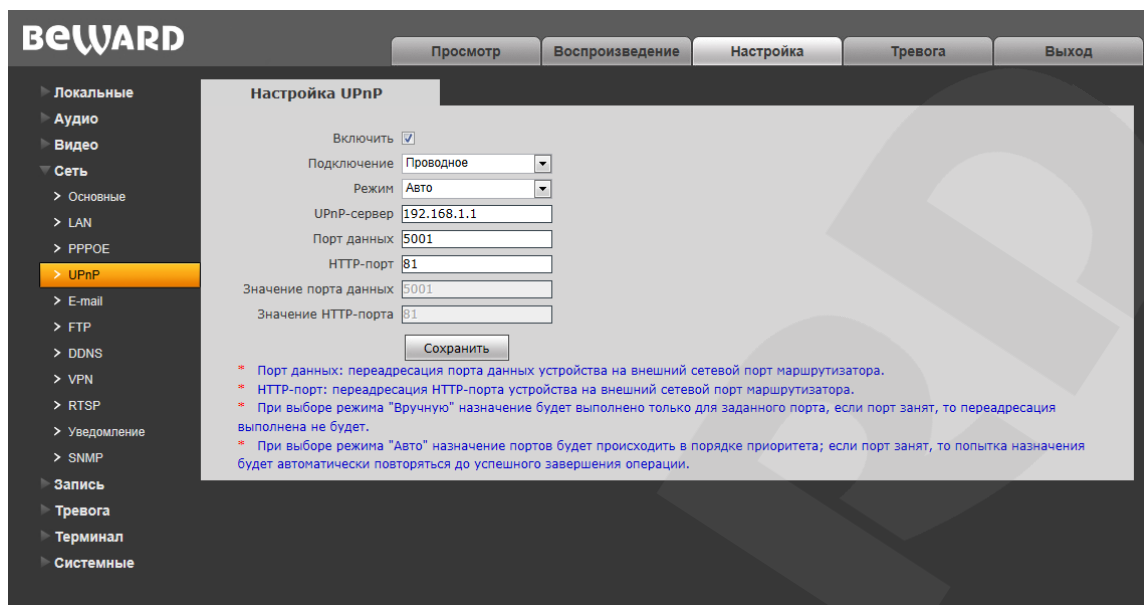 BEWARD
Просмотр
Воспроизведение
Настройка
Тревога
Выход
Локальные
Аудио
Видео
Сеть
Основные
LAN
PPPOE
UPnP
E-mail
FTP
DDNS
VPN
RTSP
Уведомление
SNMP
Запись
Тревога
Терминал
Системные
Настройка UPnP
Включить
Подключение Проводное
Режим Авто
UPnP-сервер 192.168.1.1
Порт данных 5001
HTTP-порт 81
Значение порта данных 5001
Значение HTTP-порта 81
Сохранить
* Порт данных: переадресация порта данных устройства на внешний сетевой порт маршрутизатора.
* HTTP-порт: переадресация HTTP-порта устройства на внешний сетевой порт маршрутизатора.
* При выборе режима "Вручную" назначение будет выполнено только для заданного порта, если порт занят, то переадресация
выполнена не будет.
* При выборе режима "Авто" назначение портов будет происходить в порядке приоритета; если порт занят, то попытка назначения
будет автоматически повторяться до успешного завершения операции.